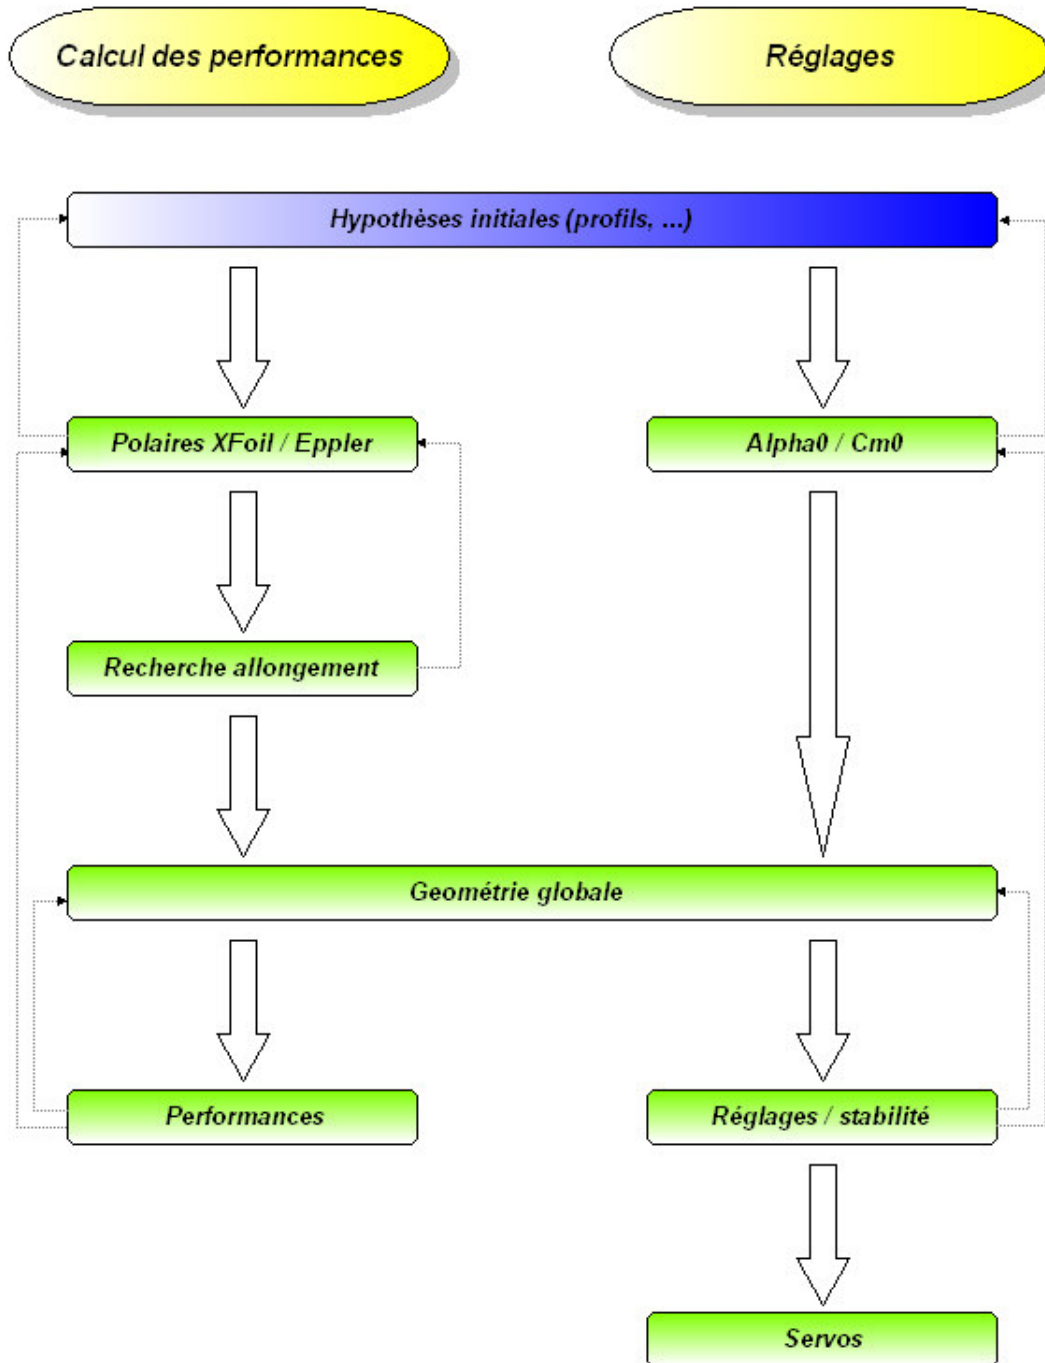 Calcul des performances
Réglages
Hypothèses initiales (profils, ...)
Polaires XFoil / Eppler
Alpha0 / Cm0
Recherche allongement
Geométrie globale
Performances
Réglages / stabilité
Servos